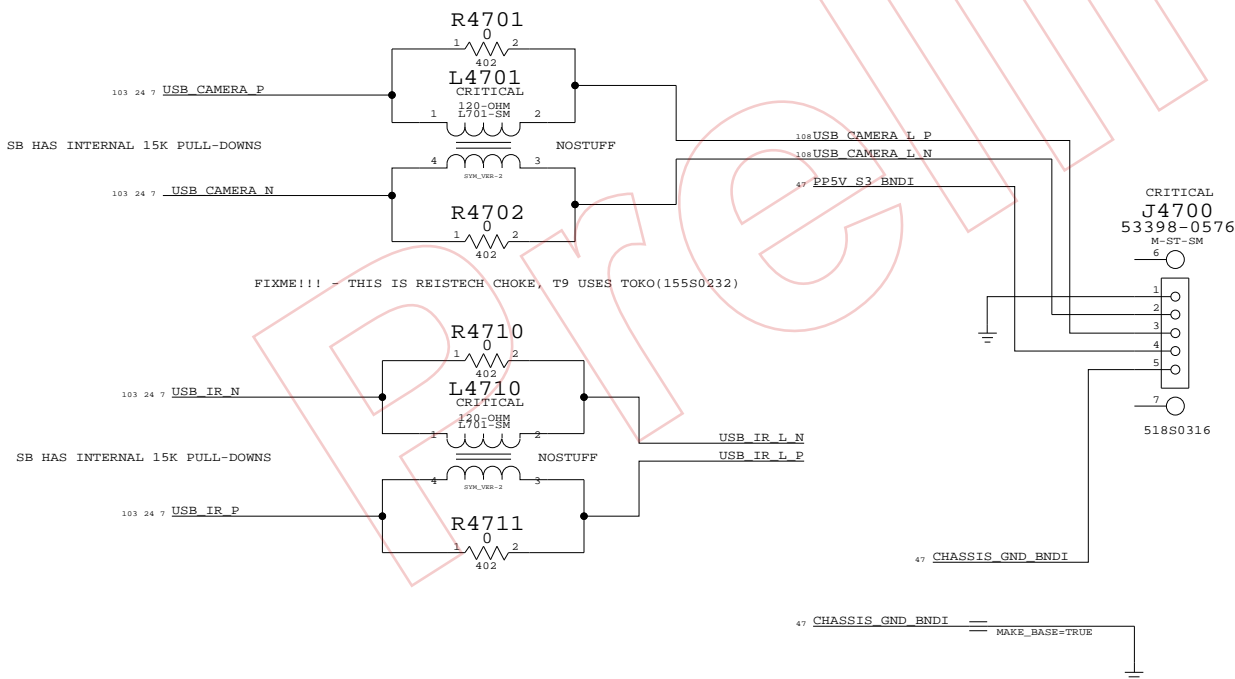 R4701
0
1 2
402
L4701
CRITICAL
120-OHM
L701-SM
1 2
103 24 7 USB_CAMERA_P
SB HAS INTERNAL 15K PULL-DOWNS
NOSTUFF
4 3
SYM_VER-2
103 24 7 USB_CAMERA_N
R4702
0
1 2
402
108 USB_CAMERA_L_P
108 USB_CAMERA_L_N
47 PP5V_S3_BNDI
CRITICAL
J4700
53398-0576
M-ST-SM
6
1
2
3
4
5
7
518S0316
FIXME!!! - THIS IS REISTECH CHOKE, T9 USES TOKO(155S0232)
R4710
0
1 2
402
L4710
CRITICAL
120-OHM
L701-SM
1 2
103 24 7 USB_IR_N
USB_IR_L_N
USB_IR_L_P
SB HAS INTERNAL 15K PULL-DOWNS
NOSTUFF
4 3
SYM_VER-2
103 24 7 USB_IR_P
R4711
0
1 2
402
47 CHASSIS_GND_BNDI
47 CHASSIS_GND_BNDI
MAKE_BASE=TRUE